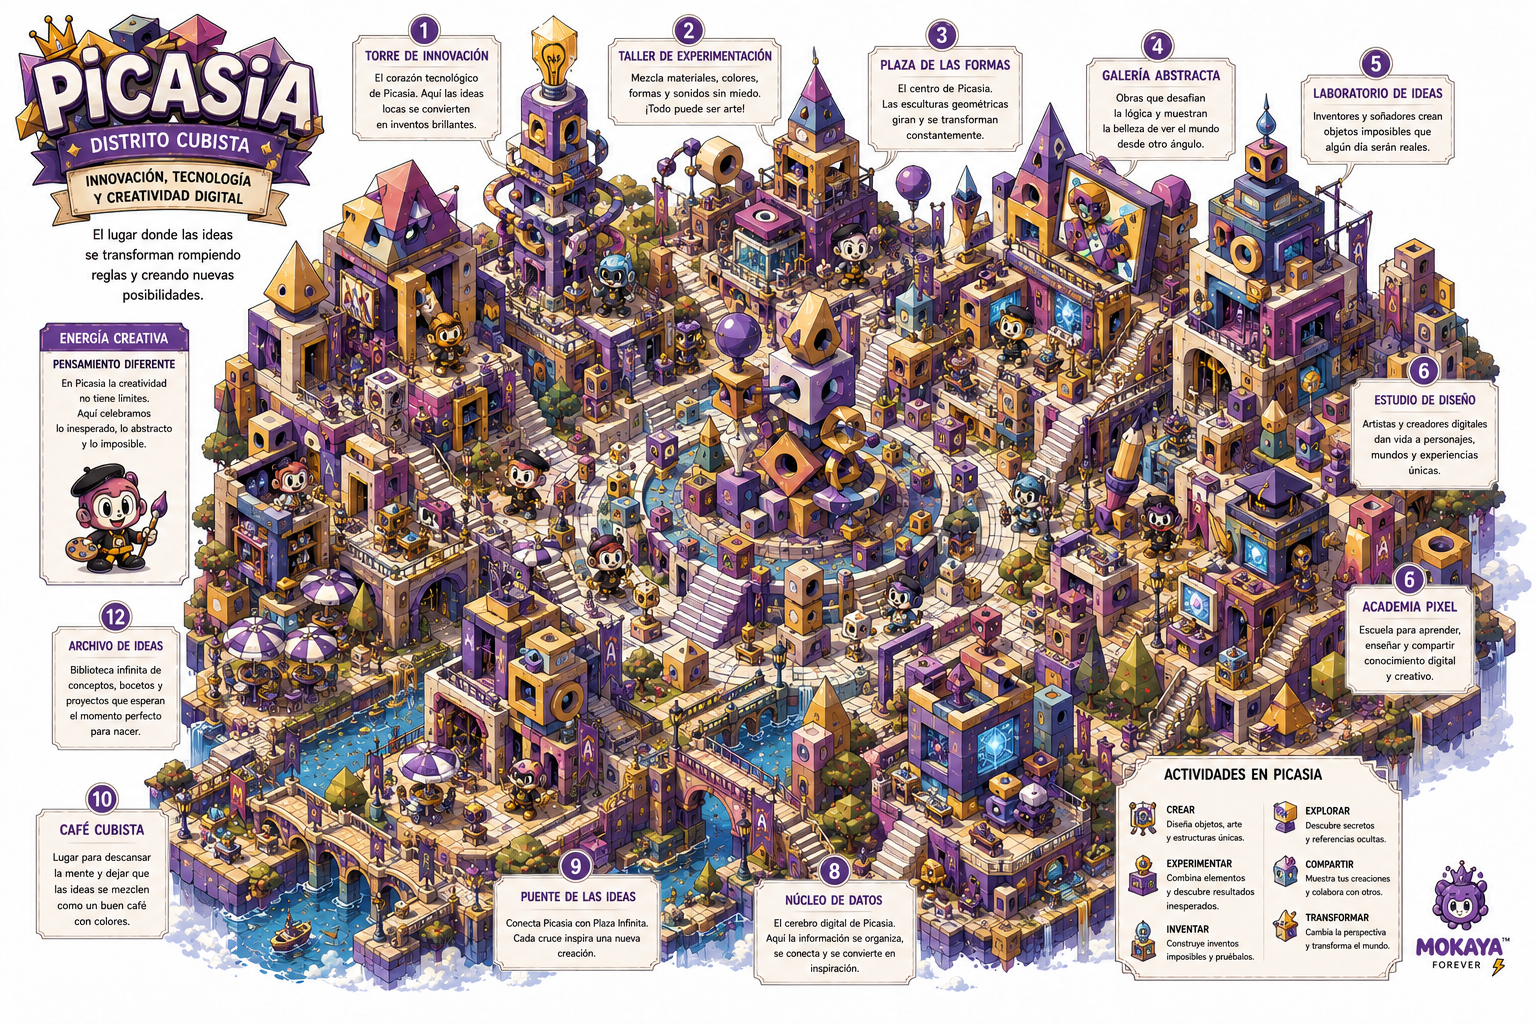 PiCASiA
DISTRITO CUBISTA
INNOVACIÓN, TECNOLOGÍA
Y CREATIVIDAD DIGITAL
El lugar donde las ideas
se transforman rompiendo
reglas y creando nuevas
posibilidades.
ENERGÍA CREATIVA
PENSAMIENTO DIFERENTE
En Picasia la creatividad
no tiene límites.
Aquí celebramos
lo inesperado, lo abstracto
y lo imposible.
1
TORRE DE INNOVACIÓN
El corazón tecnológico
de Picasia. Aquí las ideas
locas se convierten
en inventos brillantes.
2
TALLER DE EXPERIMENTACIÓN
Mezcla materiales, colores,
formas y sonidos sin miedo.
¡Todo puede ser arte!
3
PLAZA DE LAS FORMAS
El centro de Picasia.
Las esculturas geométricas
giran y se transforman
constantemente.
4
GALERÍA ABSTRACTA
Obras que desafían
la lógica y muestran
la belleza de ver el mundo
desde otro ángulo.
5
LABORATORIO DE IDEAS
Inventores y soñadores crean
objetos imposibles que
algún día serán reales.
6
ESTUDIO DE DISEÑO
Artistas y creadores digitales
dan vida a personajes,
mundos y experiencias
únicas.
6
ACADEMIA PIXEL
Escuela para aprender,
enseñar y compartir
conocimiento digital
y creativo.
12
ARCHIVO DE IDEAS
Biblioteca infinita de
conceptos, bocetos y
proyectos que esperan
el momento perfecto
para nacer.
10
CAFÉ CUBISTA
Lugar para descansar
la mente y dejar que
las ideas se mezclen
como un buen café
con colores.
9
PUENTE DE LAS IDEAS
Conecta Picasia con Plaza Infinita.
Cada cruce inspira una nueva
creación.
8
NÚCLEO DE DATOS
El cerebro digital de Picasia.
Aquí la información se organiza,
se conecta y se convierte en
inspiración.
ACTIVIDADES EN PICASIA
CREAR
Diseña objetos, arte
y estructuras únicas.
EXPERIMENTAR
Combina elementos
y descubre resultados
inesperados.
INVENTAR
Construye inventos
imposibles y pruébalos.
EXPLORAR
Descubre secretos
y referencias ocultas.
COMPARTIR
Muestra tus creaciones
y colabora con otros.
TRANSFORMAR
Cambia la perspectiva
y transforma el mundo.
MOKAYA™
FOREVER